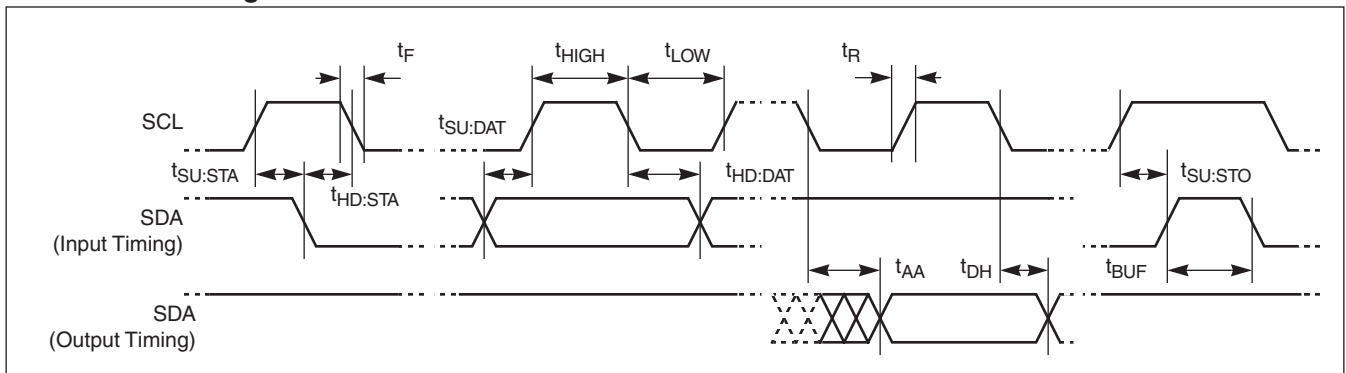 tF
tHIGH
tLOW
tR
SCL
tSU:DAT
tSU:STA
tHD:STA
tHD:DAT
tSU:STO
SDA
(Input Timing)
tAA
tDH
tBUF
SDA
(Output Timing)